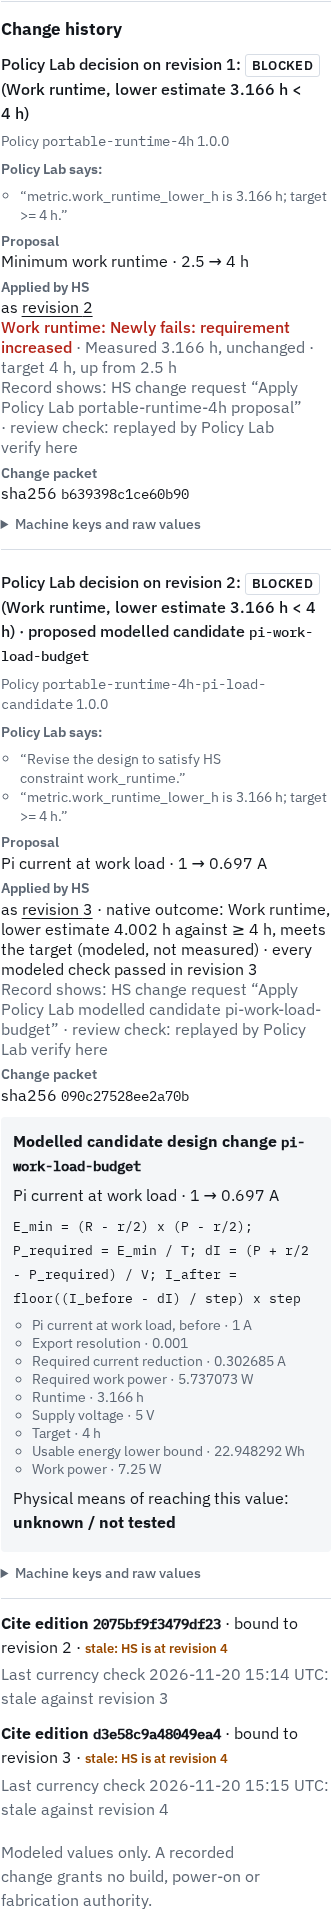 Change history
Policy Lab decision on revision 1: BLOCKED
(Work runtime, lower estimate 3.166 h <
4 h)
Policy portable-runtime-4h 1.0.0
Policy Lab says:
“metric.work_runtime_lower_h is 3.166 h; target
>= 4 h.”
Proposal
Minimum work runtime · 2.5 → 4 h
Applied by HS
as revision 2
Work runtime: Newly fails: requirement
increased · Measured 3.166 h, unchanged ·
target 4 h, up from 2.5 h
Record shows: HS change request “Apply
Policy Lab portable-runtime-4h proposal”
· review check: replayed by Policy Lab
verify here
Change packet
sha256 b639398c1ce60b90
▶ Machine keys and raw values
Policy Lab decision on revision 2: BLOCKED
(Work runtime, lower estimate 3.166 h < 4
h) · proposed modelled candidate pi-work-
load-budget
Policy portable-runtime-4h-pi-load-
candidate 1.0.0
Policy Lab says:
“Revise the design to satisfy HS
constraint work_runtime.”
“metric.work_runtime_lower_h is 3.166 h; target
>= 4 h.”
Proposal
Pi current at work load · 1 → 0.697 A
Applied by HS
as revision 3 · native outcome: Work runtime,
lower estimate 4.002 h against ≥ 4 h, meets
the target (modeled, not measured) · every
modeled check passed in revision 3
Record shows: HS change request “Apply
Policy Lab modelled candidate pi-work-load-
budget” · review check: replayed by Policy
Lab verify here
Change packet
sha256 090c27528ee2a70b
Modelled candidate design change pi-
work-load-budget
Pi current at work load · 1 → 0.697 A
E_min = (R - r/2) x (P - r/2);
P_required = E_min / T; dI = (P + r/2
- P_required) / V; I_after =
floor((I_before - dI) / step) x step
Pi current at work load, before · 1 A
Export resolution · 0.001
Required current reduction · 0.302685 A
Required work power · 5.737073 W
Runtime · 3.166 h
Supply voltage · 5 V
Target · 4 h
Usable energy lower bound · 22.948292 Wh
Work power · 7.25 W
Physical means of reaching this value:
unknown / not tested
▶ Machine keys and raw values
Cite edition 2075bf9f3479df23 · bound to
revision 2 · stale: HS is at revision 4
Last currency check 2026-11-20 15:14 UTC:
stale against revision 3
Cite edition d3e58c9a48049ea4 · bound to
revision 3 · stale: HS is at revision 4
Last currency check 2026-11-20 15:15 UTC:
stale against revision 4
Modeled values only. A recorded
change grants no build, power-on or
fabrication authority.